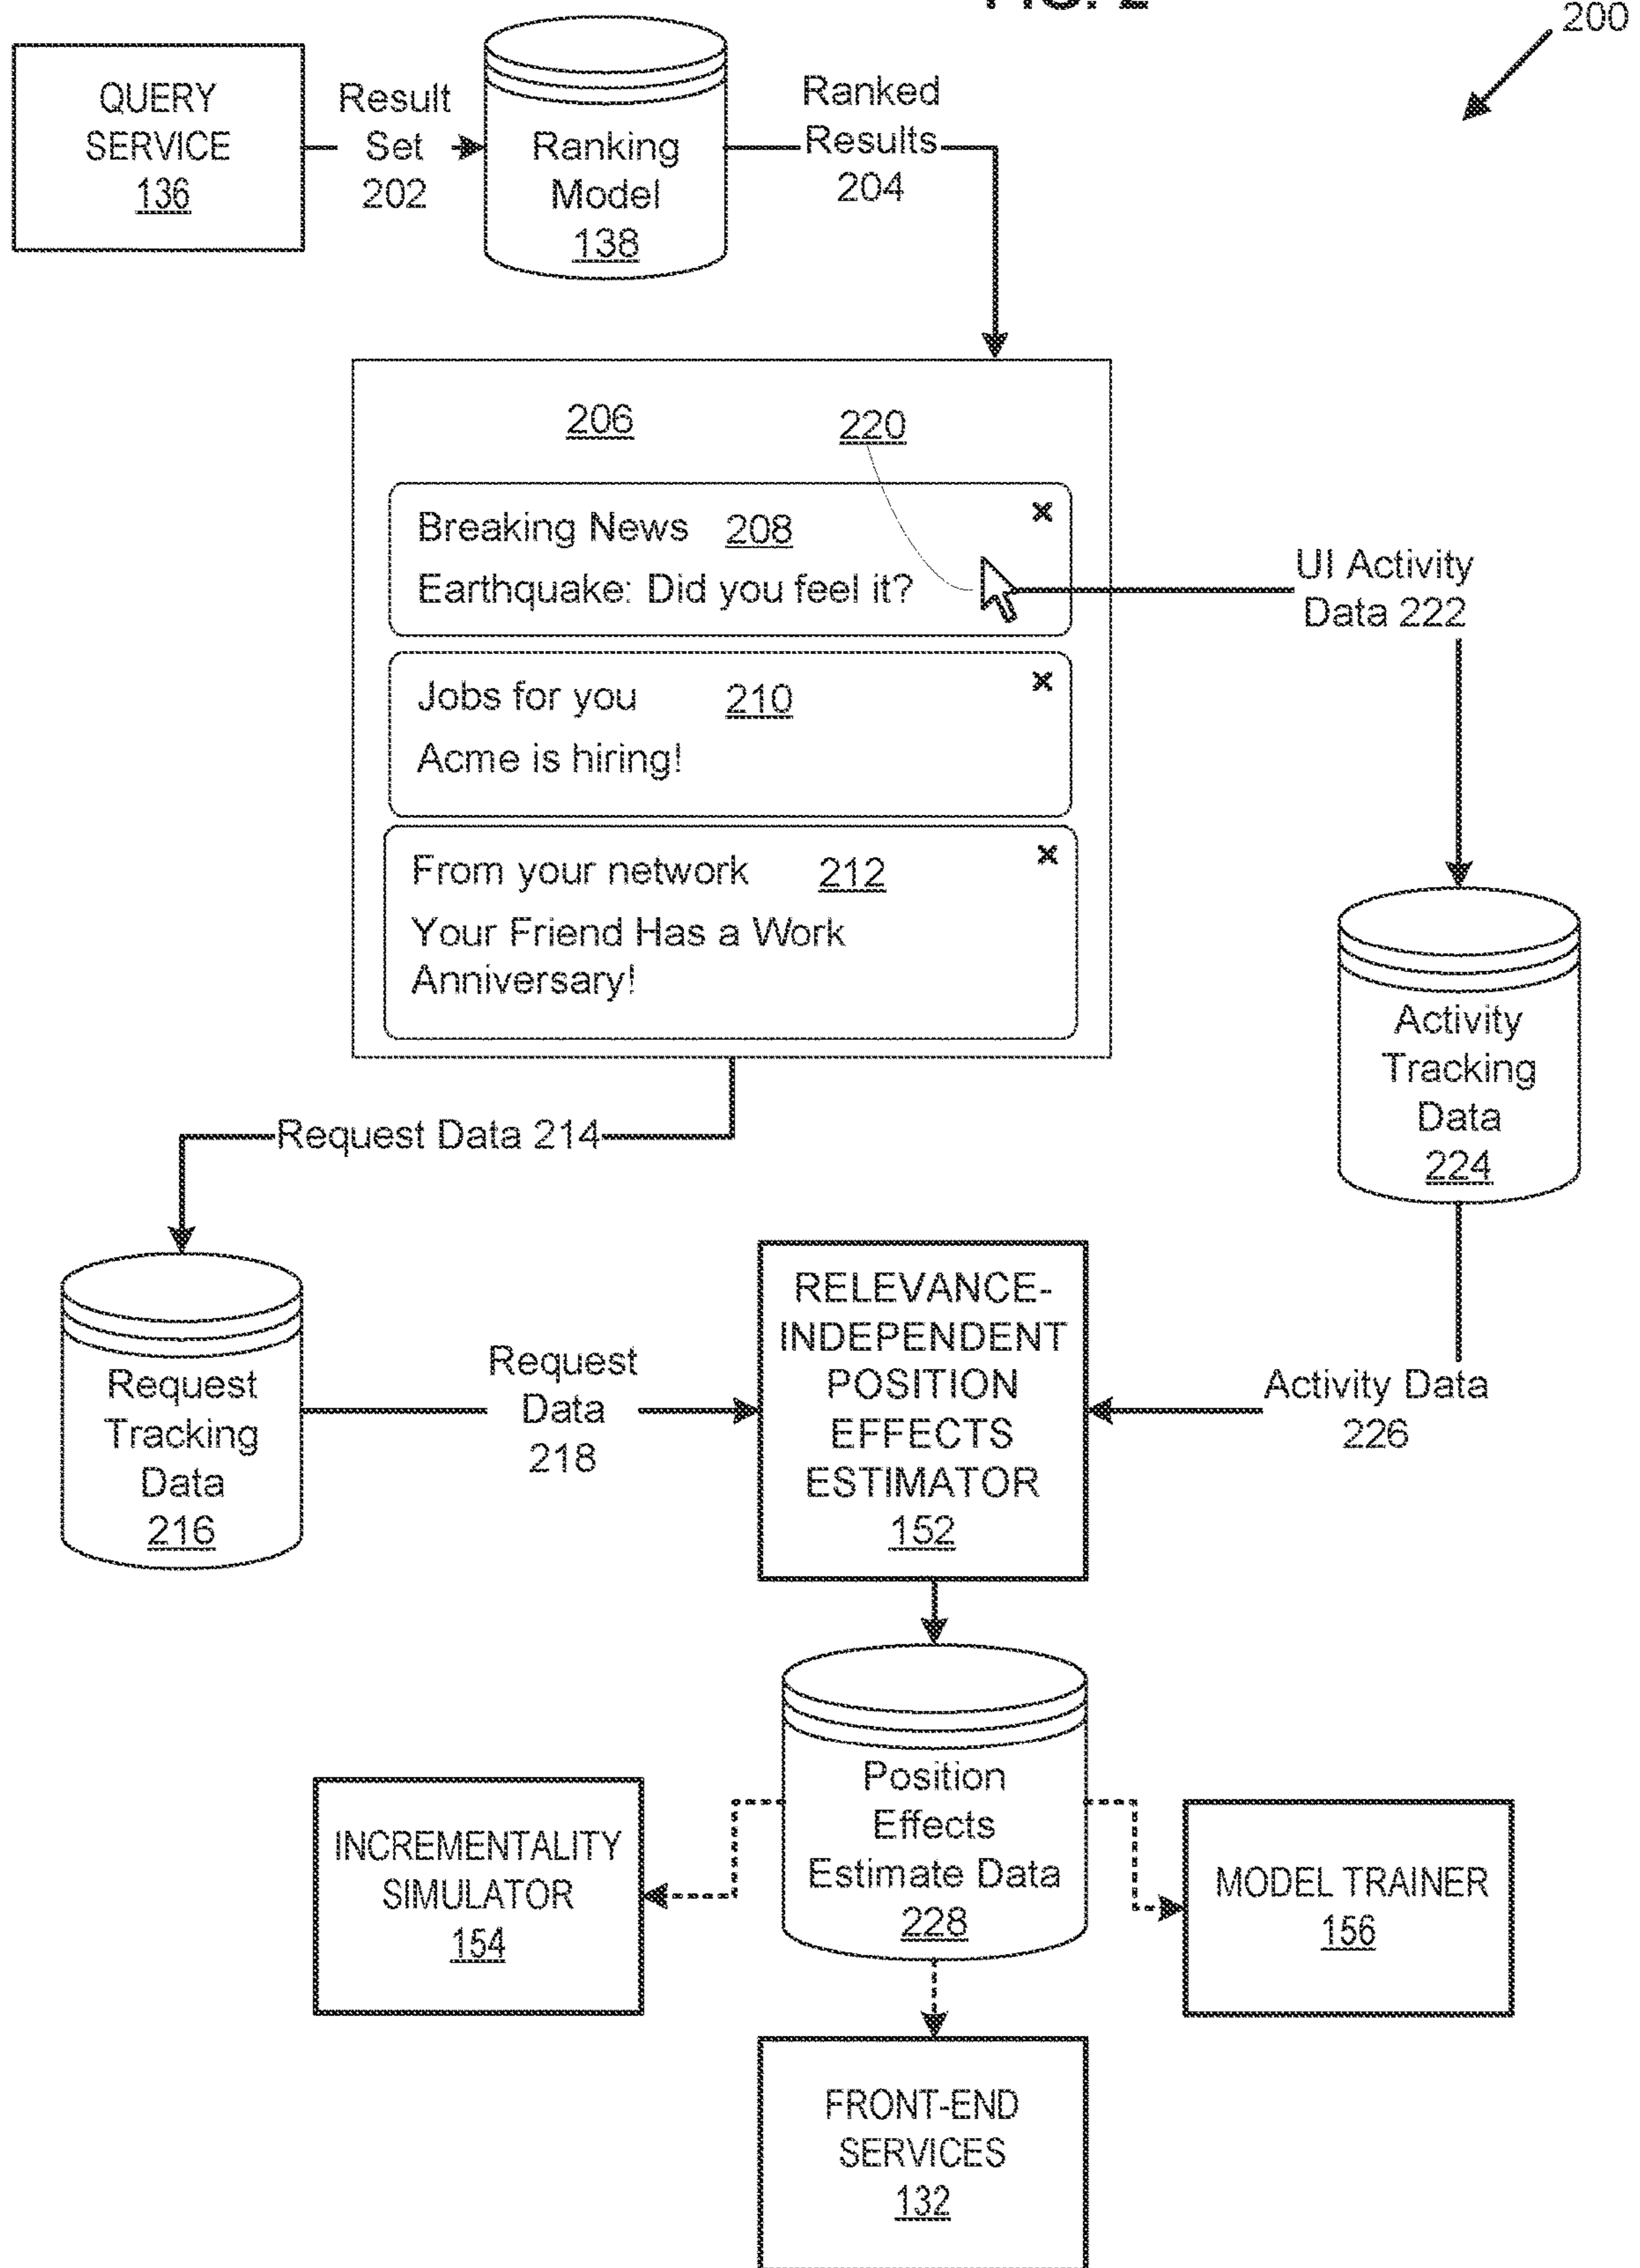 200
QUERY
SERVICE
136
Result
Set
202
Ranking
Model
138
Ranked
Results
204
206
220
Breaking News 208
Earthquake: Did you feel it?
×
UI Activity
Data 222
Jobs for you 210
Acme is hiring!
×
From your network 212
Your Friend Has a Work
Anniversary!
×
Activity
Tracking
Data
224
Request Data 214
Request
Tracking
Data
216
Request
Data
218
RELEVANCE-
INDEPENDENT
POSITION
EFFECTS
ESTIMATOR
152
Activity Data
226
Position
Effects
Estimate Data
228
INCREMENTALITY
SIMULATOR
154
MODEL TRAINER
156
FRONT-END
SERVICES
132